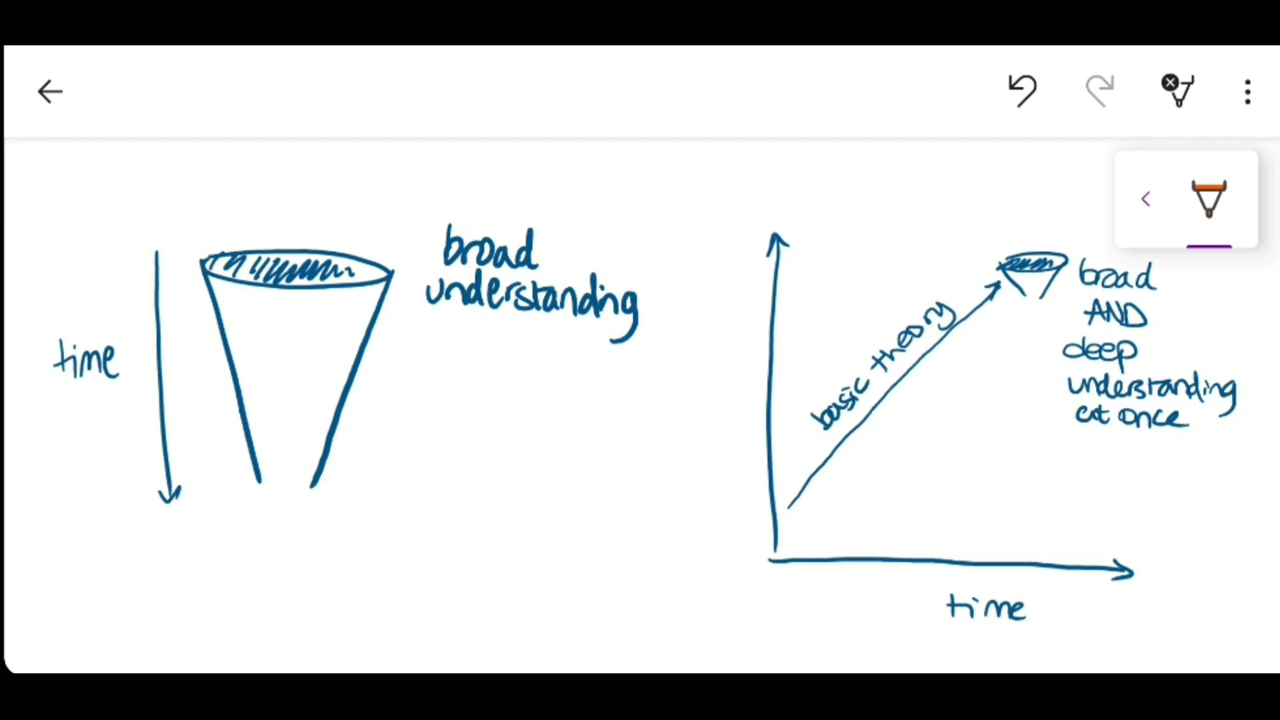 time
broad
understanding
basic theory
broad
AND
deep
understanding
at once
time